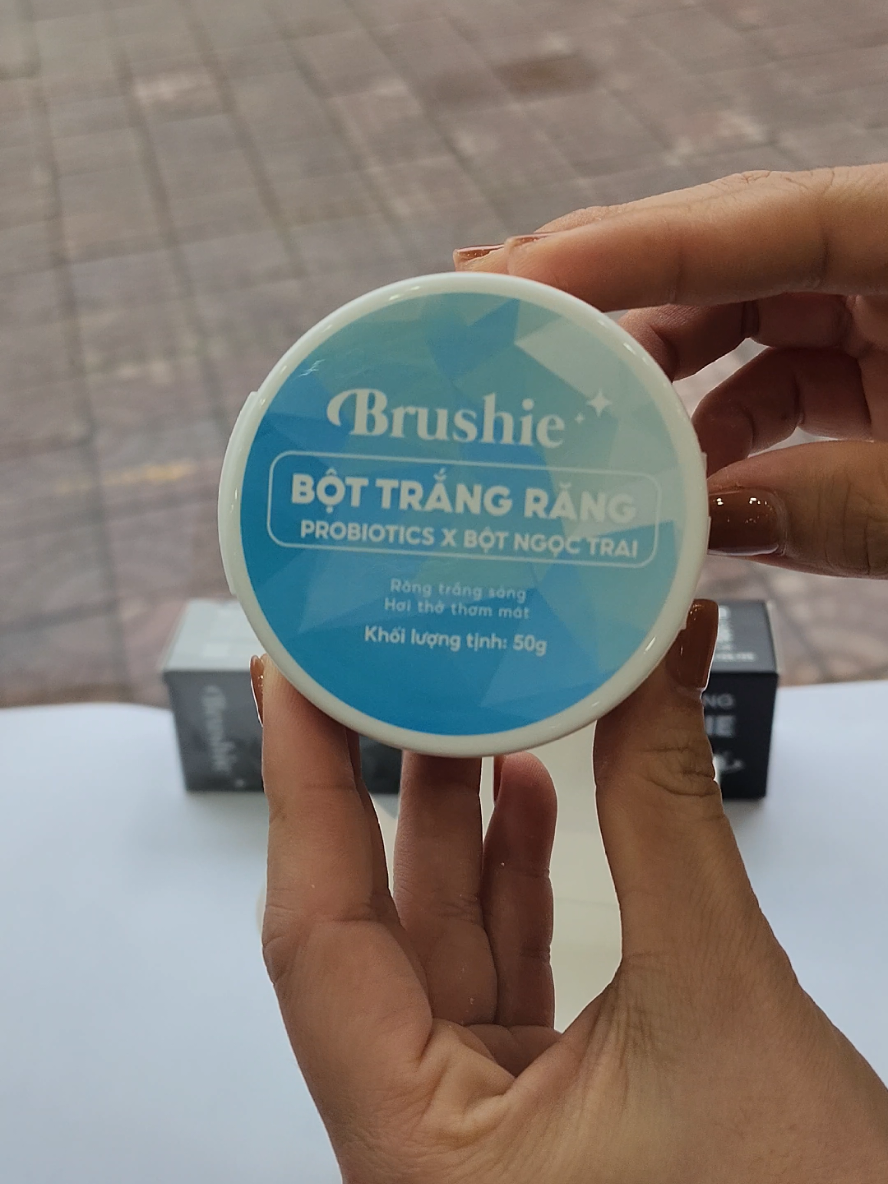 Brushie
BỘT TRẮNG RĂNG
PROBIOTICS X BỘT NGỌC TRAI
Răng trắng sáng
Hơi thở thơm mát
Khối lượng tịnh: 50g
Brushie